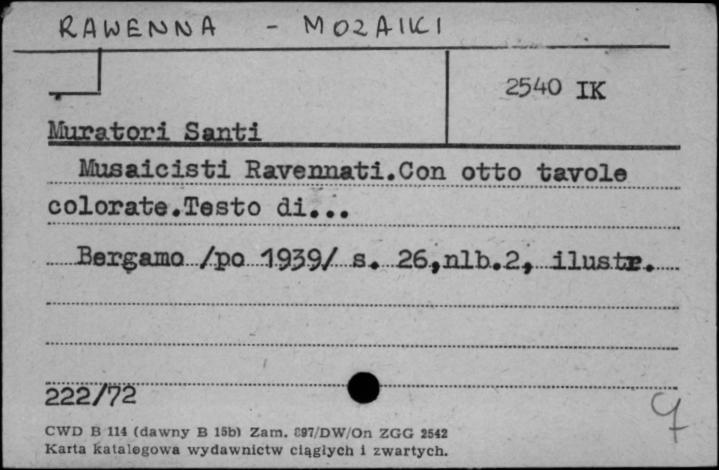 RAWENNA - MOZAIKI
2540 IK
Muratori Santi
Musaicisti Ravennati.Con otto tavole
colorate.Testo di...
Bergamo /po 1939/ s. 26,nlb.2, ilustr.
222/72
CWD B 114 (dawny B 15b) Zam. 897/DW/On ZGG 2542
Karta katalogowa wydawnictw ciągłych i zwartych.